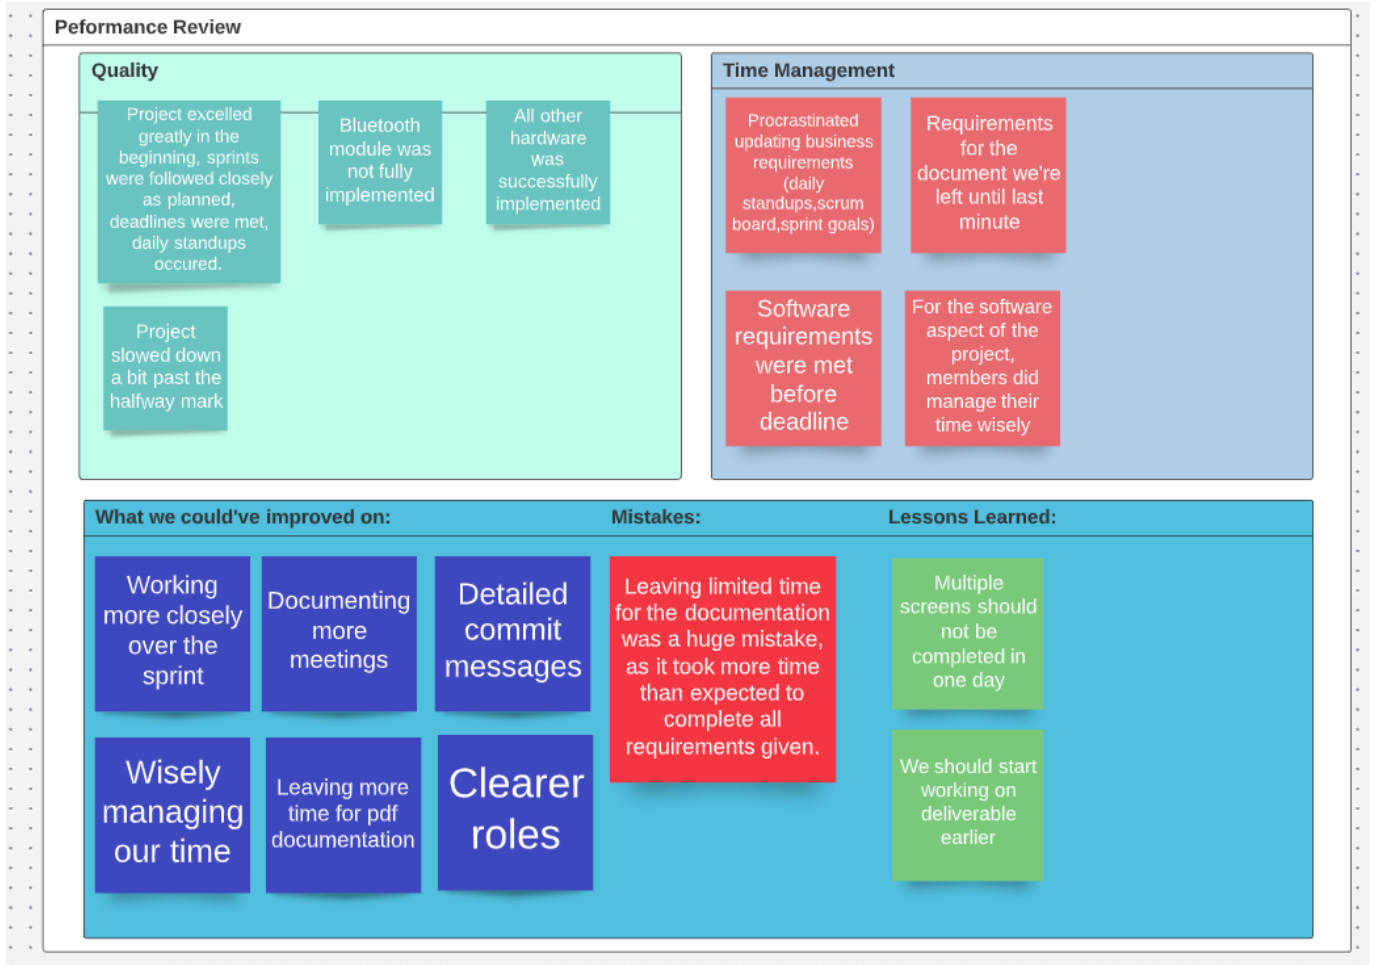 Peformance Review
Quality
Project excelled
greatly in the
beginning, sprints
were followed closely
as planned,
deadlines were met,
daily standups
occured.
Bluetooth
module was
not fully
implemented
All other
hardware
was
successfully
implemented
Project
slowed down
a bit past the
halfway mark
Time Management
Procrastinated
updating business
requirements
(daily
standups,scrum
board,sprint goals)
Requirements
for the
document we're
left until last
minute
Software
requirements
were met
before
deadline
For the software
aspect of the
project,
members did
manage their
time wisely
What we could've improved on:
Working
more closely
over the
sprint
Documenting
more
meetings
Detailed
commit
messages
Wisely
managing
our time
Leaving more
time for pdf
documentation
Clearer
roles
Mistakes:
Leaving limited time
for the documentation
was a huge mistake,
as it took more time
than expected to
complete all
requirements given.
Lessons Learned:
Multiple
screens should
not be
completed in
one day
We should start
working on
deliverable
earlier